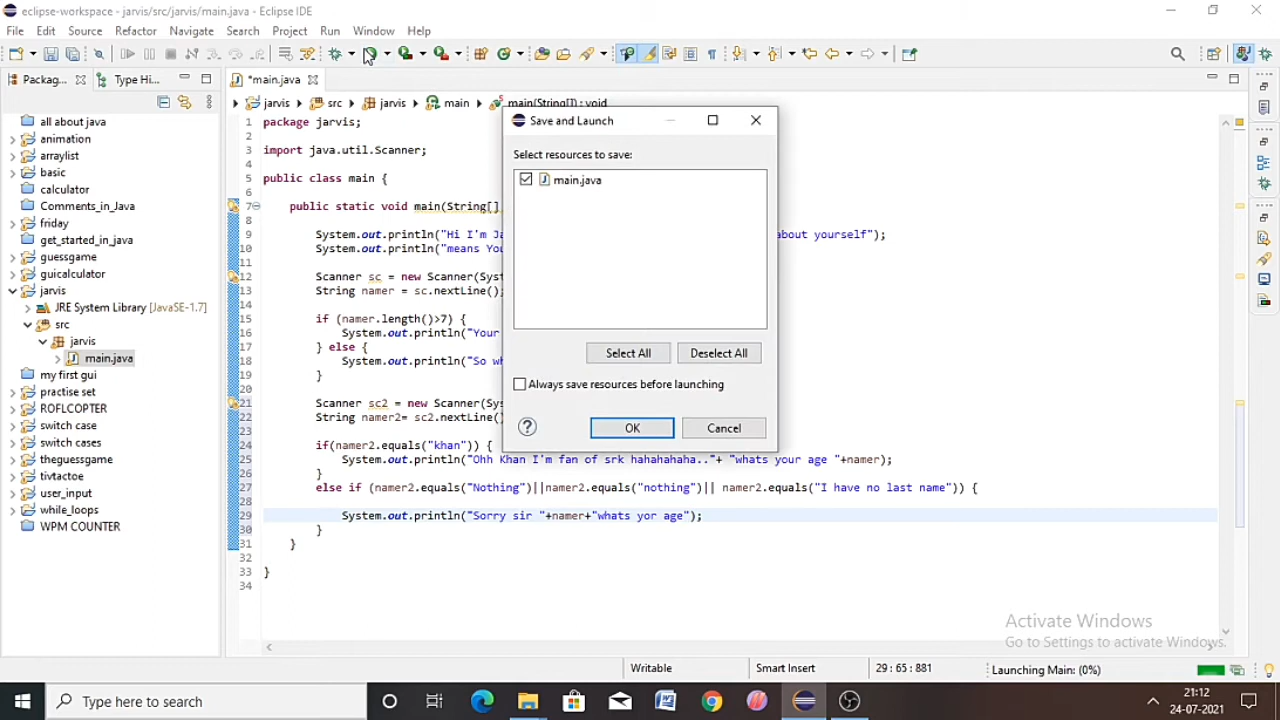 eclipse-workspace - jarvis/src/jarvis/main.java - Eclipse IDE
File Edit Source Refactor Navigate Search Project Run Window Help
Packag... Type Hi... *main.java
jarvis src jarvis main main(String[]) : void
all about java
animation
arraylist
basic
calculator
Comments_in_Java
friday
get_started_in_java
guessgame
guicalculator
jarvis
JRE System Library [JavaSE-1.7]
src
jarvis
main.java
my first gui
practise set
ROFLCOPTER
switch case
switch cases
theguessgame
tivtactoe
user_input
while_loops
WPM COUNTER
1 package jarvis;
2
3 import java.util.Scanner;
4
5 public class main {
6
7 public static void main(String[]
8
9 System.out.println("Hi I'm Ja about yourself");
10 System.out.println("means You
11
12 Scanner sc = new Scanner(Syst
13 String namer = sc.nextLine();
14
15 if (namer.length()>7) {
16 System.out.println("Your
17 } else {
18 System.out.println("So wh
19 }
20
21 Scanner sc2 = new Scanner(Sys
22 String namer2= sc2.nextLine()
23
24 if(namer2.equals("khan")) {
25 System.out.println("Ohh Khan I'm fan of srk hahahahaha.."+ "whats your age "+namer);
26 }
27 else if (namer2.equals("Nothing")||namer2.equals("nothing")|| namer2.equals("I have no last name")) {
28
29 System.out.println("Sorry sir "+namer+"whats yor age");
30 }
31 }
32
33 }
34
Save and Launch
Select resources to save:
main.java
Select All Deselect All
Always save resources before launching
OK Cancel
Activate Windows
Go to Settings to activate Windows.
Writable Smart Insert 29 : 65 : 881 Launching Main: (0%)
Type here to search
21:12
24-07-2021